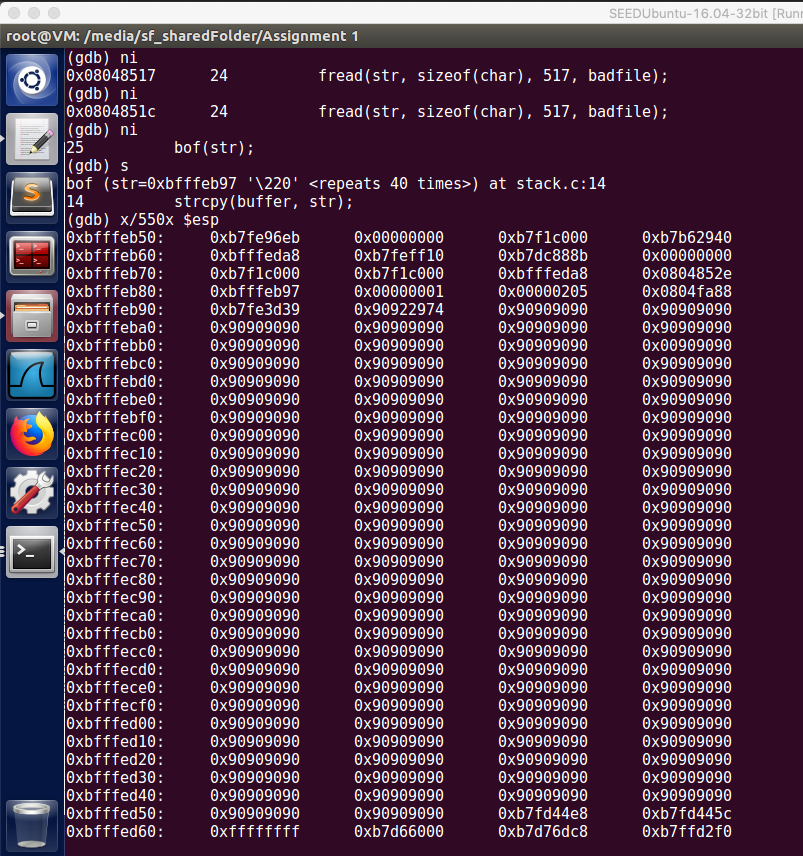 SEEDUbuntu-16.04-32bit [Runn
root@VM: /media/sf_sharedFolder/Assignment 1
(gdb) ni
0x08048517 24 fread(str, sizeof(char), 517, badfile);
(gdb) ni
0x0804851c 24 fread(str, sizeof(char), 517, badfile);
(gdb) ni
25 bof(str);
(gdb) s
bof (str=0xbfffeb97 '\220' <repeats 40 times>) at stack.c:14
14 strcpy(buffer, str);
(gdb) x/550x $esp
0xbfffeb50: 0xb7fe96eb 0x00000000 0xb7f1c000 0xb7b62940
0xbfffeb60: 0xbfffeda8 0xb7feff10 0xb7dc888b 0x00000000
0xbfffeb70: 0xb7f1c000 0xb7f1c000 0xbfffeda8 0x0804852e
0xbfffeb80: 0xbfffeb97 0x00000001 0x00000205 0x0804fa88
0xbfffeb90: 0xb7fe3d39 0x90922974 0x90909090 0x90909090
0xbfffeba0: 0x90909090 0x90909090 0x90909090 0x90909090
0xbfffebb0: 0x90909090 0x90909090 0x90909090 0x00909090
0xbfffebc0: 0x90909090 0x90909090 0x90909090 0x90909090
0xbfffebd0: 0x90909090 0x90909090 0x90909090 0x90909090
0xbfffebe0: 0x90909090 0x90909090 0x90909090 0x90909090
0xbfffebf0: 0x90909090 0x90909090 0x90909090 0x90909090
0xbfffec00: 0x90909090 0x90909090 0x90909090 0x90909090
0xbfffec10: 0x90909090 0x90909090 0x90909090 0x90909090
0xbfffec20: 0x90909090 0x90909090 0x90909090 0x90909090
0xbfffec30: 0x90909090 0x90909090 0x90909090 0x90909090
0xbfffec40: 0x90909090 0x90909090 0x90909090 0x90909090
0xbfffec50: 0x90909090 0x90909090 0x90909090 0x90909090
0xbfffec60: 0x90909090 0x90909090 0x90909090 0x90909090
0xbfffec70: 0x90909090 0x90909090 0x90909090 0x90909090
0xbfffec80: 0x90909090 0x90909090 0x90909090 0x90909090
0xbfffec90: 0x90909090 0x90909090 0x90909090 0x90909090
0xbfffeca0: 0x90909090 0x90909090 0x90909090 0x90909090
0xbfffecb0: 0x90909090 0x90909090 0x90909090 0x90909090
0xbfffecc0: 0x90909090 0x90909090 0x90909090 0x90909090
0xbfffecd0: 0x90909090 0x90909090 0x90909090 0x90909090
0xbfffece0: 0x90909090 0x90909090 0x90909090 0x90909090
0xbfffecf0: 0x90909090 0x90909090 0x90909090 0x90909090
0xbfffed00: 0x90909090 0x90909090 0x90909090 0x90909090
0xbfffed10: 0x90909090 0x90909090 0x90909090 0x90909090
0xbfffed20: 0x90909090 0x90909090 0x90909090 0x90909090
0xbfffed30: 0x90909090 0x90909090 0x90909090 0x90909090
0xbfffed40: 0x90909090 0x90909090 0x90909090 0x90909090
0xbfffed50: 0x90909090 0x90909090 0xb7fd44e8 0xb7fd445c
0xbfffed60: 0xffffffff 0xb7d66000 0xb7d76dc8 0xb7ffd2f0